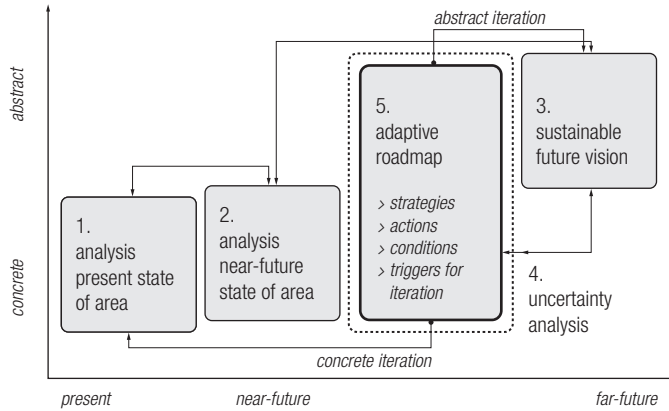 abstract iteration
abstract
5.
adaptive
roadmap
> strategies
> actions
> conditions
> triggers for
iteration
3.
sustainable
future vision
1.
analysis
present state
of area
2.
analysis
near-future
state of area
4.
uncertainty
analysis
concrete
concrete iteration
present
near-future
far-future